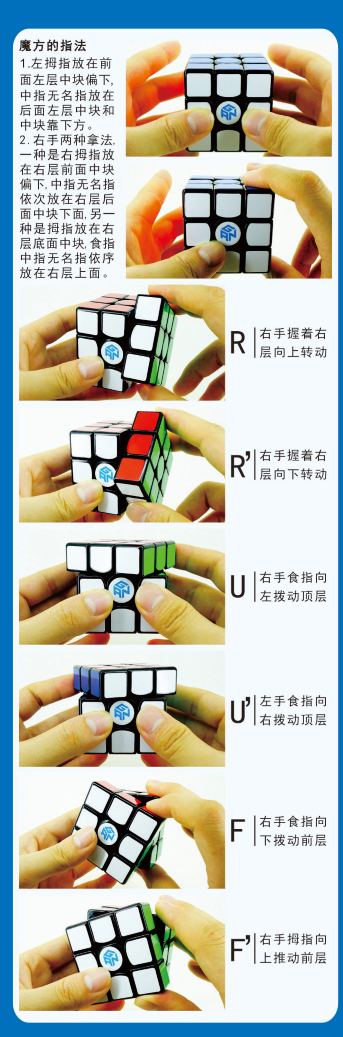 魔方的指法
1.左拇指放在前
面左层中块偏下,
中指无名指放在
后面左层中块和
中块靠下方。
2.右手两种拿法,
一种是右拇指放
在右层前面中块
偏下,中指无名指
依次放在右层后
面中块下面,另一
种是拇指放在右
层底面中块,食指
中指无名指依序
放在右层上面。
R
右手握着右
层向上转动
R'
右手握着右
层向下转动
U
右手食指向
左拨动顶层
U'
左手食指向
右拨动顶层
F
右手食指向
下拨动前层
F'
右手拇指向
上推动前层